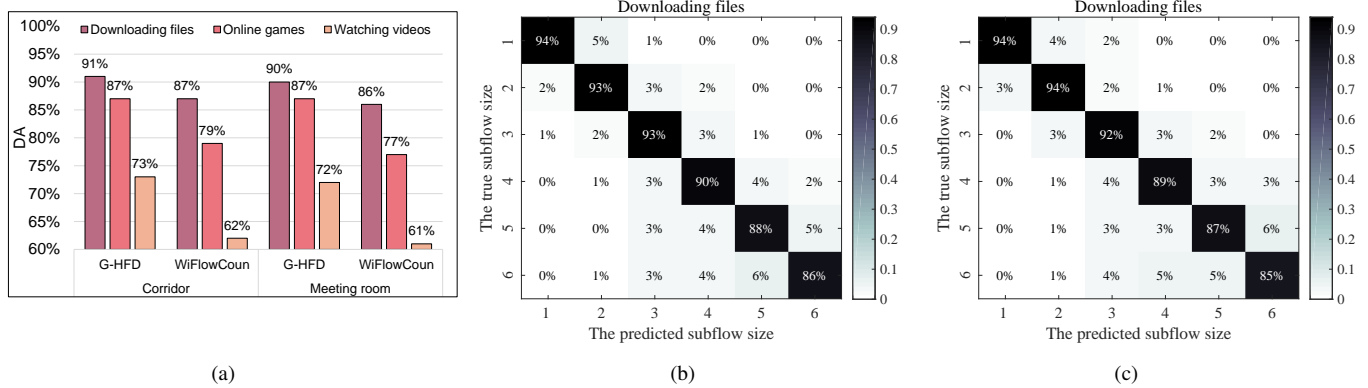 100%
95%
90%
85%
80%
75%
70%
65%
60%
DA
Downloading files Online games Watching videos
91% 87% 73% 87% 79% 62% 90% 87% 72% 86% 77% 61%
G-HFD WiFlowCoun G-HFD WiFlowCoun
Corridor Meeting room
(a)
Downloading files
The true subflow size
1 94% 5% 1% 0% 0% 0%
2 2% 93% 3% 2% 0% 0%
3 1% 2% 93% 3% 1% 0%
4 0% 1% 3% 90% 4% 2%
5 0% 0% 3% 4% 88% 5%
6 0% 1% 3% 4% 6% 86%
1 2 3 4 5 6
The predicted subflow size
0.9
0.8
0.7
0.6
0.5
0.4
0.3
0.2
0.1
0
(b)
Downloading files
The true subflow size
1 94% 4% 2% 0% 0% 0%
2 3% 94% 2% 1% 0% 0%
3 0% 3% 92% 3% 2% 0%
4 0% 1% 4% 89% 3% 3%
5 0% 1% 3% 3% 87% 6%
6 0% 1% 4% 5% 5% 85%
1 2 3 4 5 6
The predicted subflow size
0.9
0.8
0.7
0.6
0.5
0.4
0.3
0.2
0.1
0
(c)